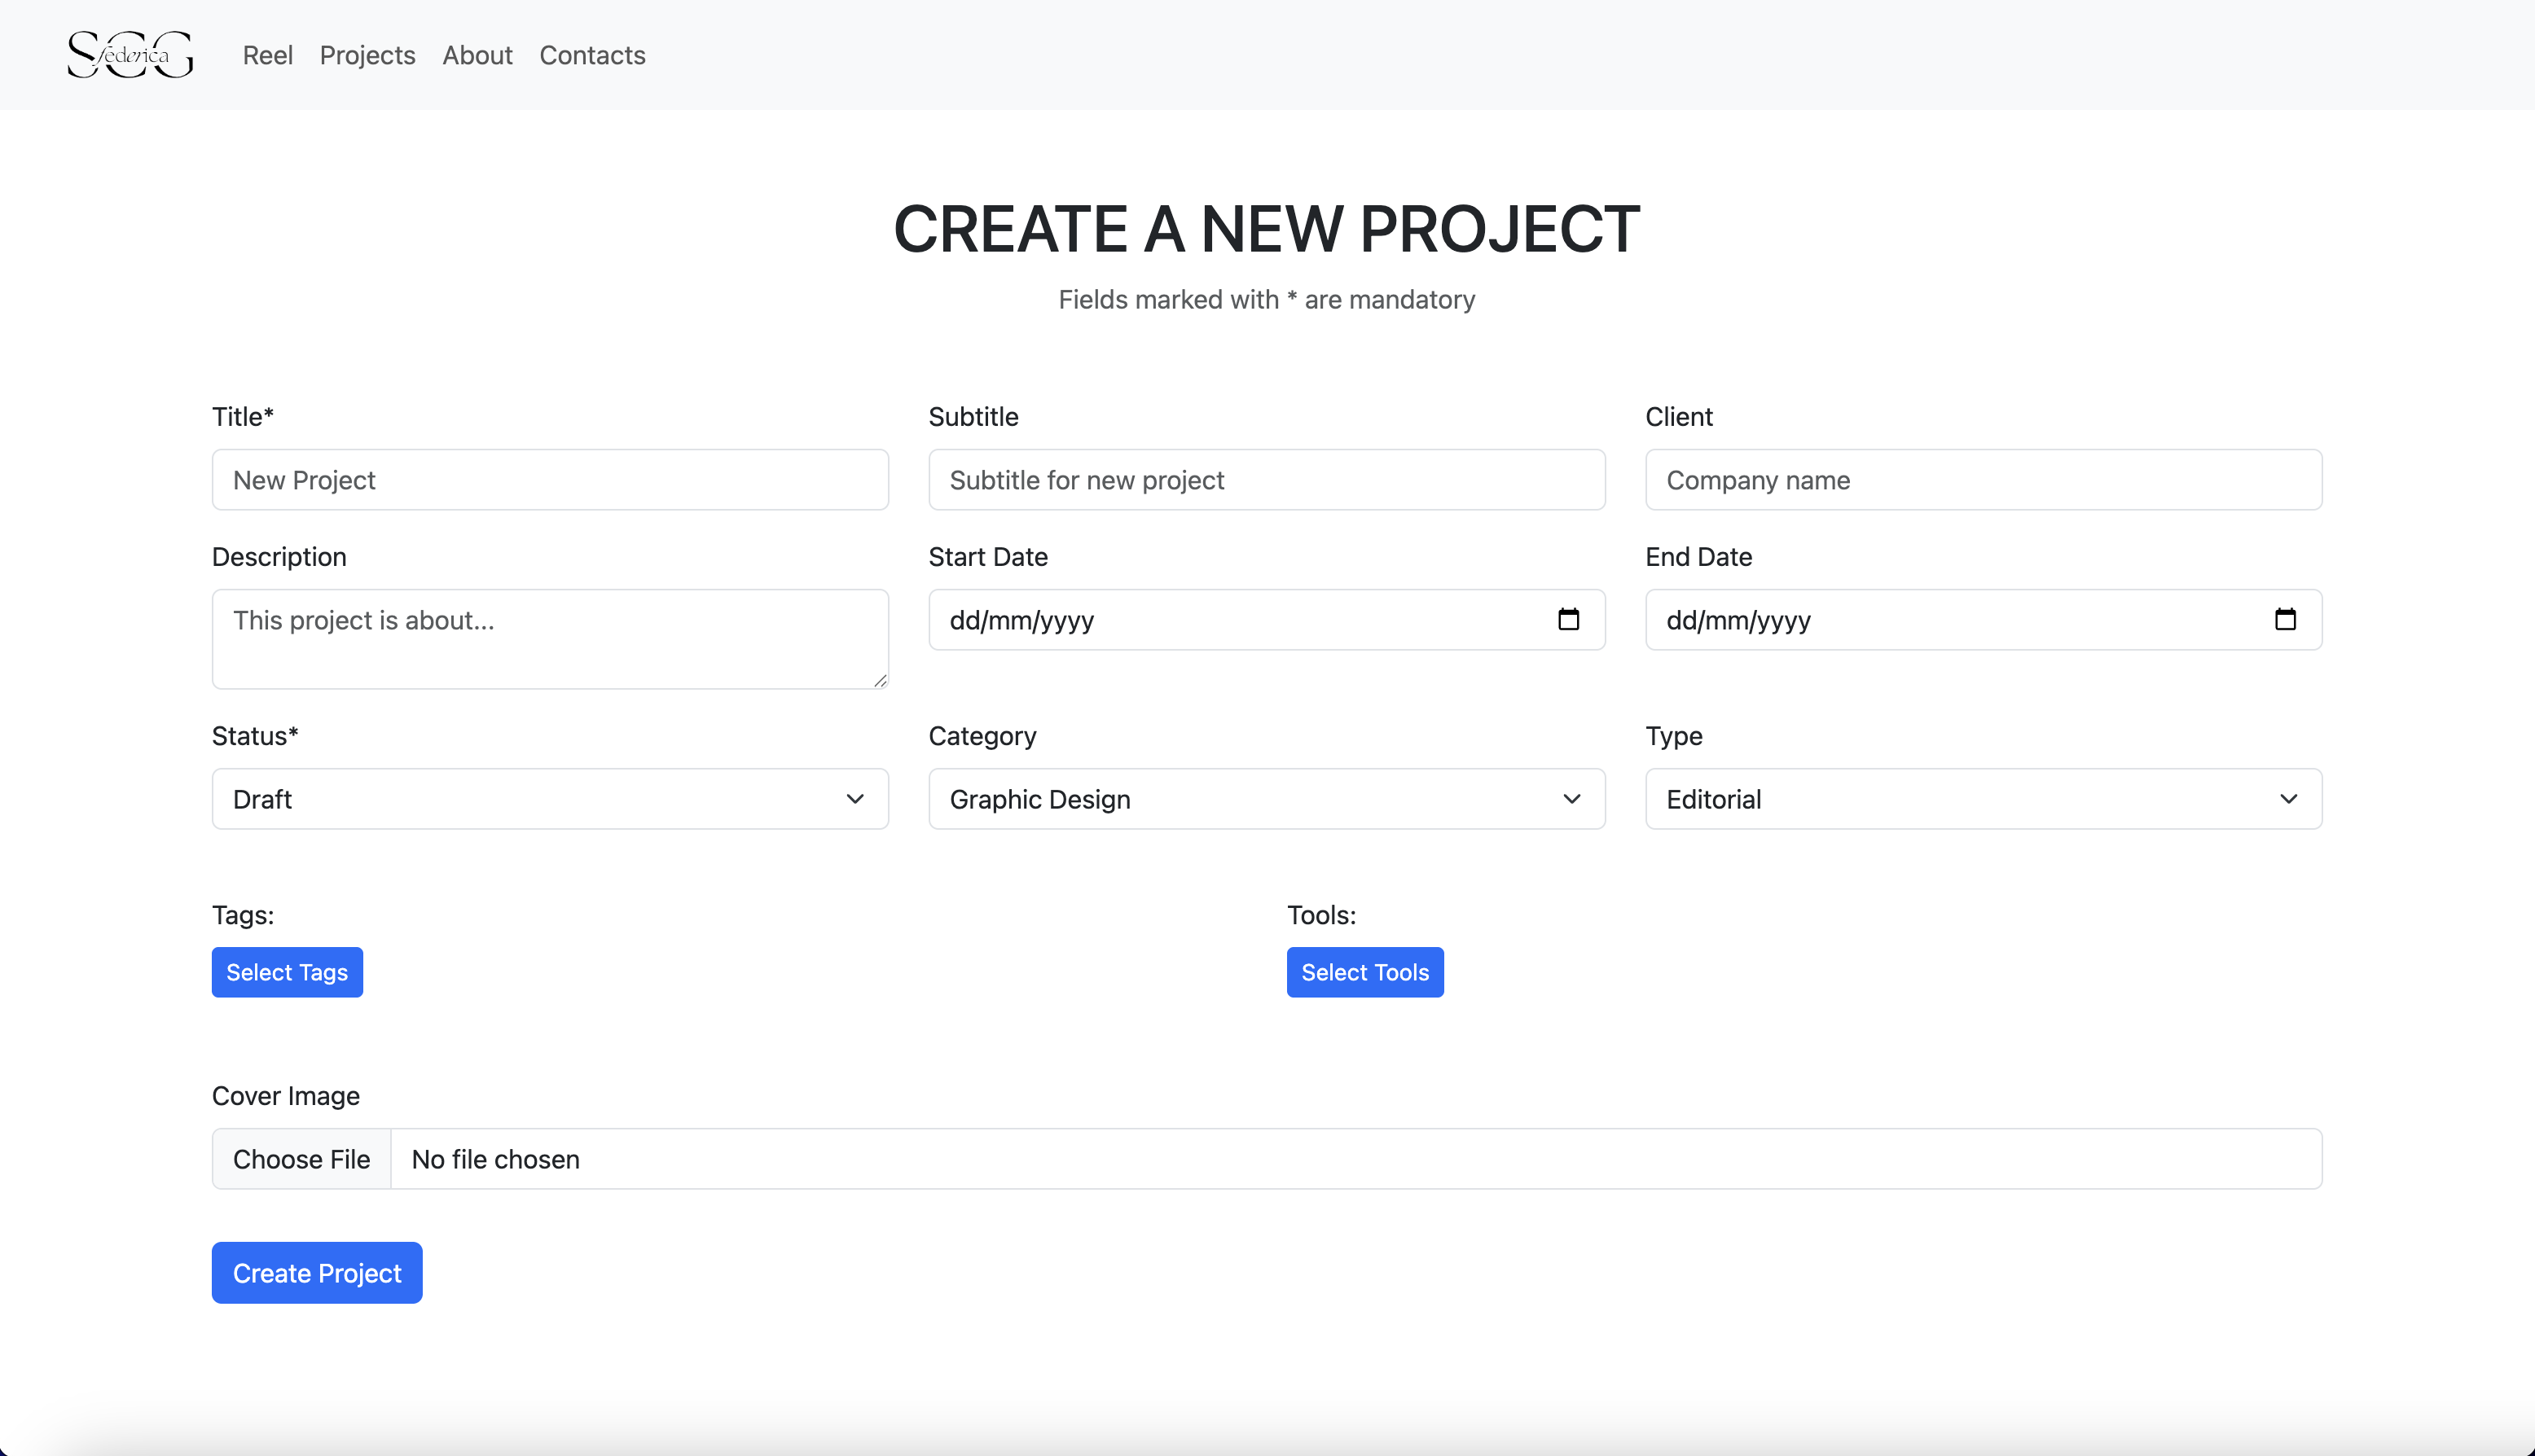 SCG federica Reel Projects About Contacts
CREATE A NEW PROJECT
Fields marked with * are mandatory
Title* Subtitle Client
New Project Subtitle for new project Company name
Description Start Date End Date
This project is about... dd/mm/yyyy dd/mm/yyyy
Status* Category Type
Draft Graphic Design Editorial
Tags: Tools:
Select Tags Select Tools
Cover Image
Choose File No file chosen
Create Project